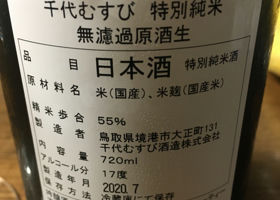 千代むすび 特別純米
無濾過原酒生
品目 日本酒 特別純米酒
原材料名 米(国産)、米麹(国産米)
精米歩合 55%
製造者 鳥取県境港市大正町131
千代むすび酒造株式会社
内容量 720ml
アルコール分 17度
製造年月 2020.7
保存方法 冷蔵庫にて保存